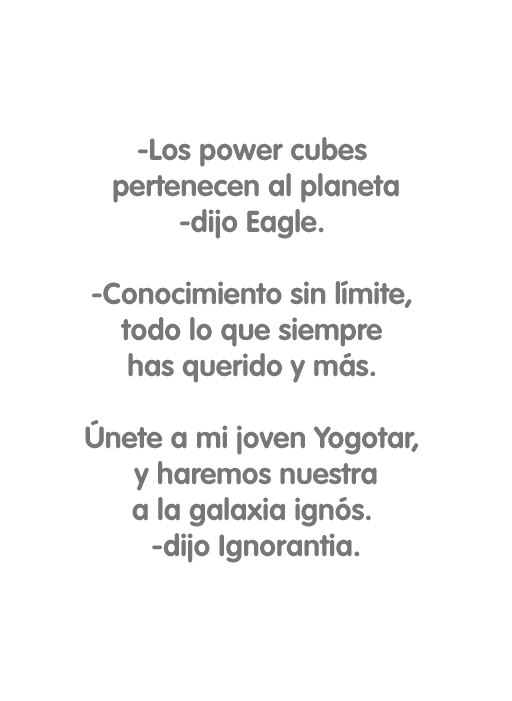 -Los power cubes
pertenecen al planeta
-dijo Eagle.
-Conocimiento sin límite,
todo lo que siempre
has querido y más.
Únete a mi joven Yogotar,
y haremos nuestra
a la galaxia ignós.
-dijo Ignorantia.